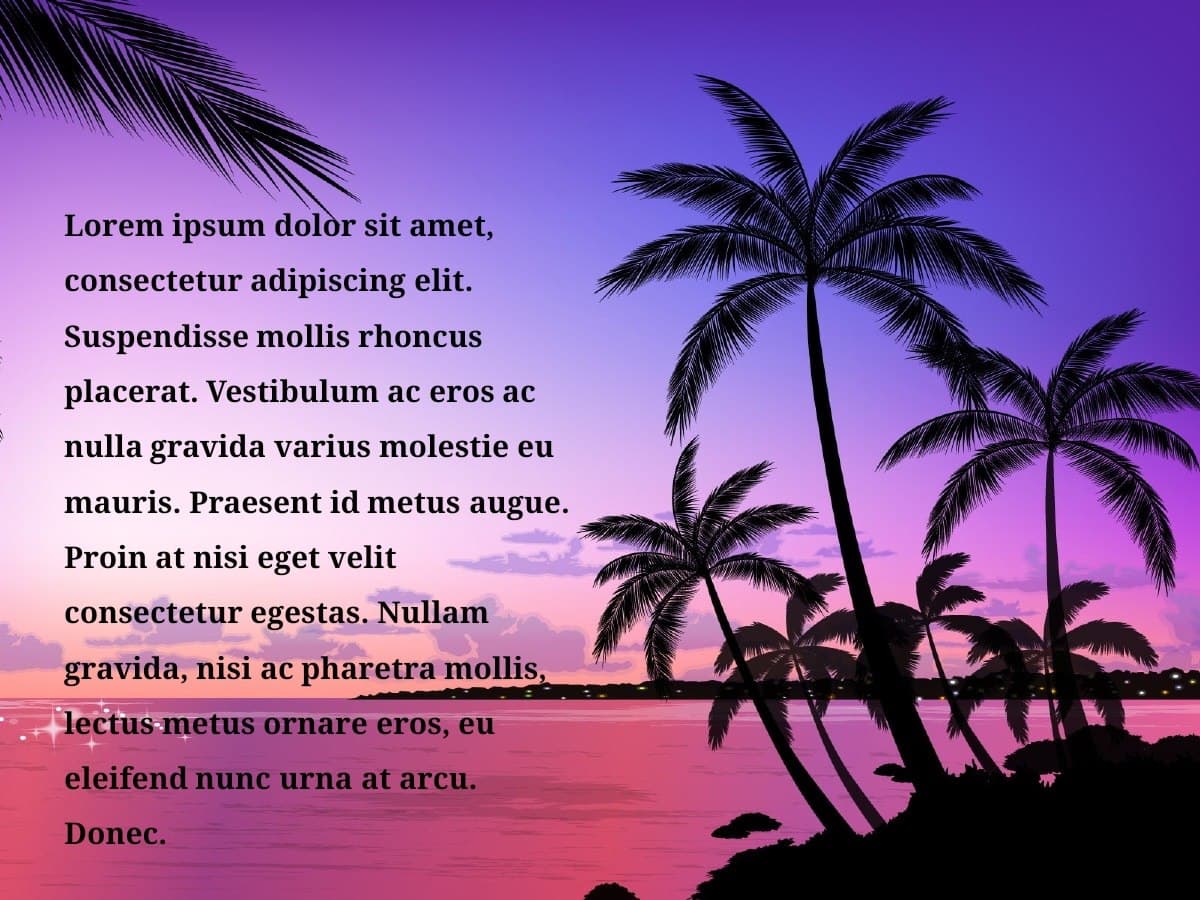 Lorem ipsum dolor sit amet,
consectetur adipiscing elit.
Suspendisse mollis rhoncus
placerat. Vestibulum ac eros ac
nulla gravida varius molestie eu
mauris. Praesent id metus augue.
Proin at nisi eget velit
consectetur egestas. Nullam
gravida, nisi ac pharetra mollis,
lectus metus ornare eros, eu
eleifend nunc urna at arcu.
Donec.